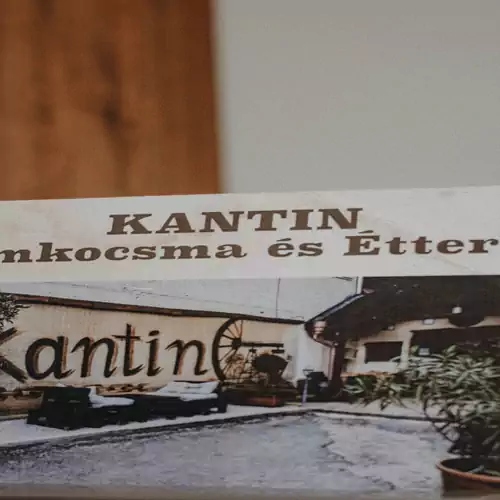 KANTIN
mkocsma és Étter
Kantin